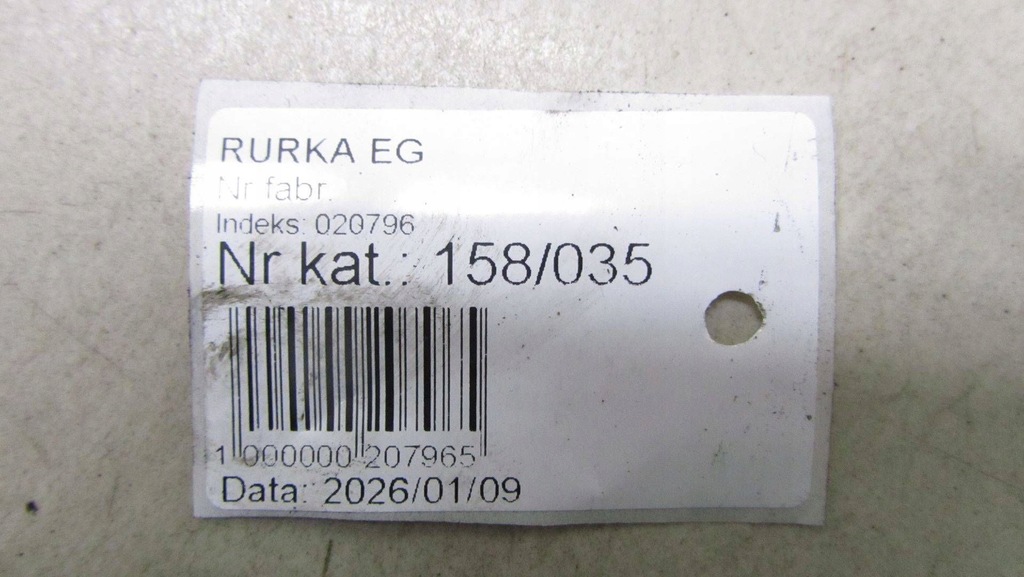 RURKA EG
Nr fabr.
Indeks: 020796
Nr kat.: 158/035
1 000000 207965
Data: 2026/01/09